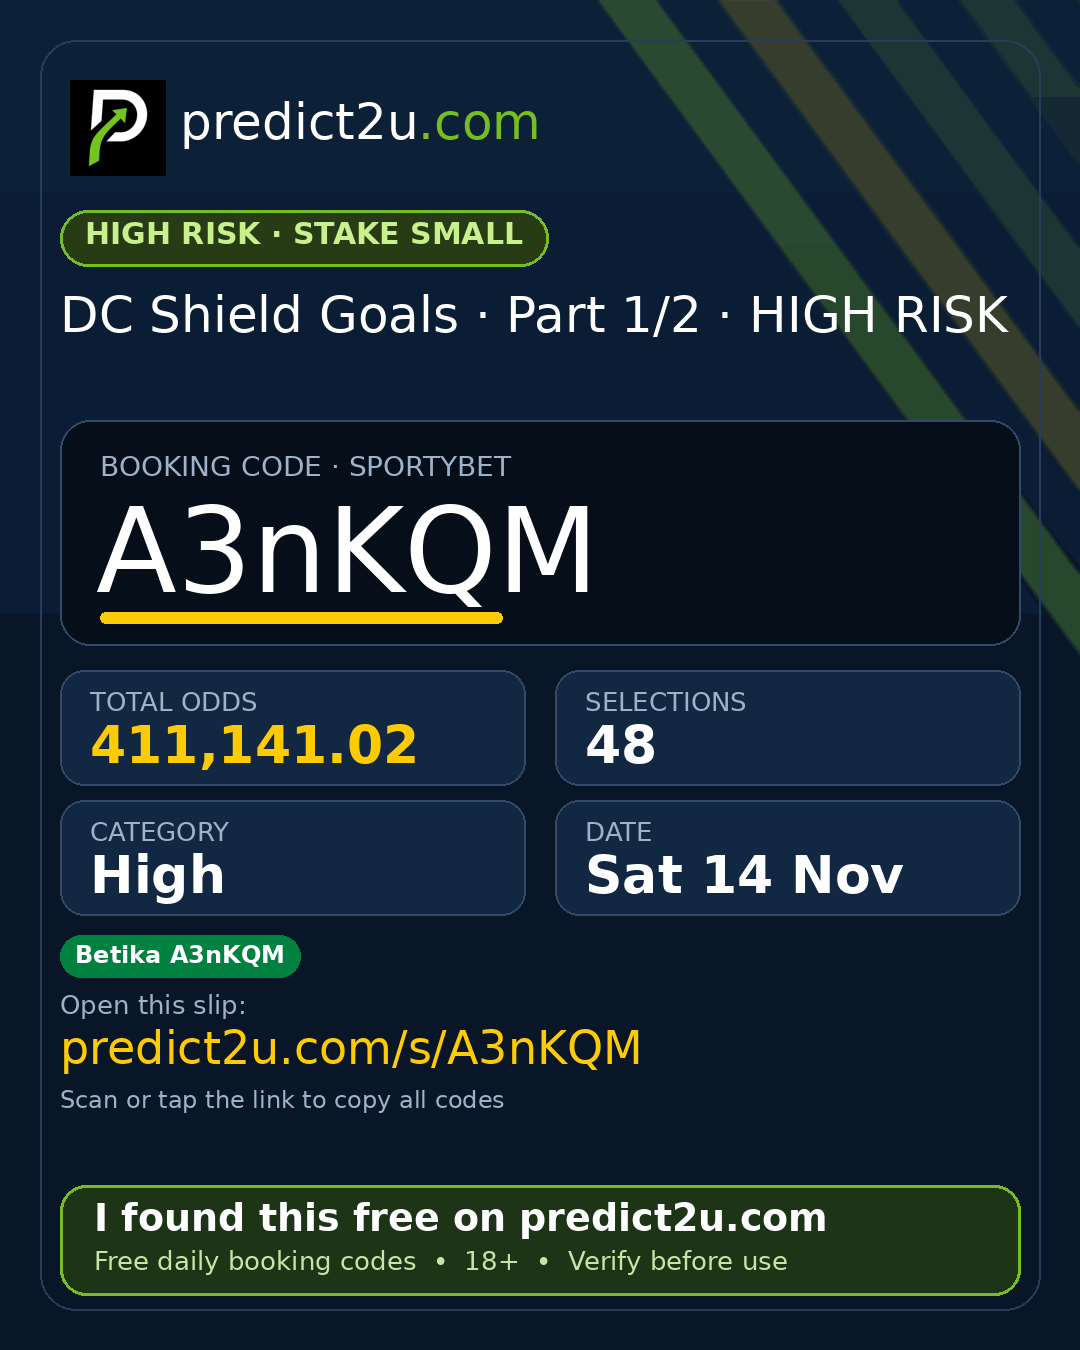 predict2u.com
HIGH RISK · STAKE SMALL
DC Shield Goals · Part 1/2 · HIGH RISK
BOOKING CODE · SPORTYBET
A3nKQM
TOTAL ODDS
411,141.02
SELECTIONS
48
CATEGORY
High
DATE
Sat 14 Nov
Betika A3nKQM
Open this slip:
predict2u.com/s/A3nKQM
Scan or tap the link to copy all codes
I found this free on predict2u.com
Free daily booking codes • 18+ • Verify before use